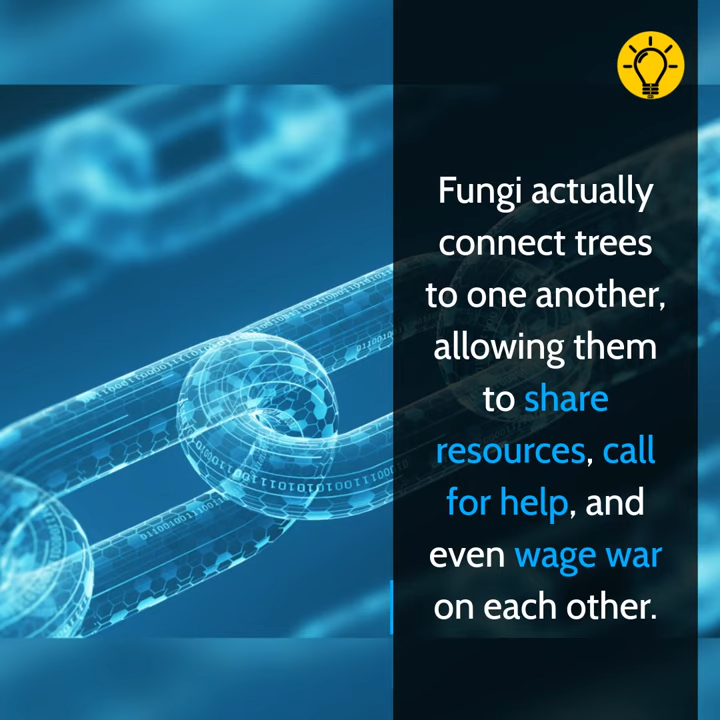 Fungi actually
connect trees
to one another,
allowing them
to share
resources, call
for help, and
even wage war
on each other.